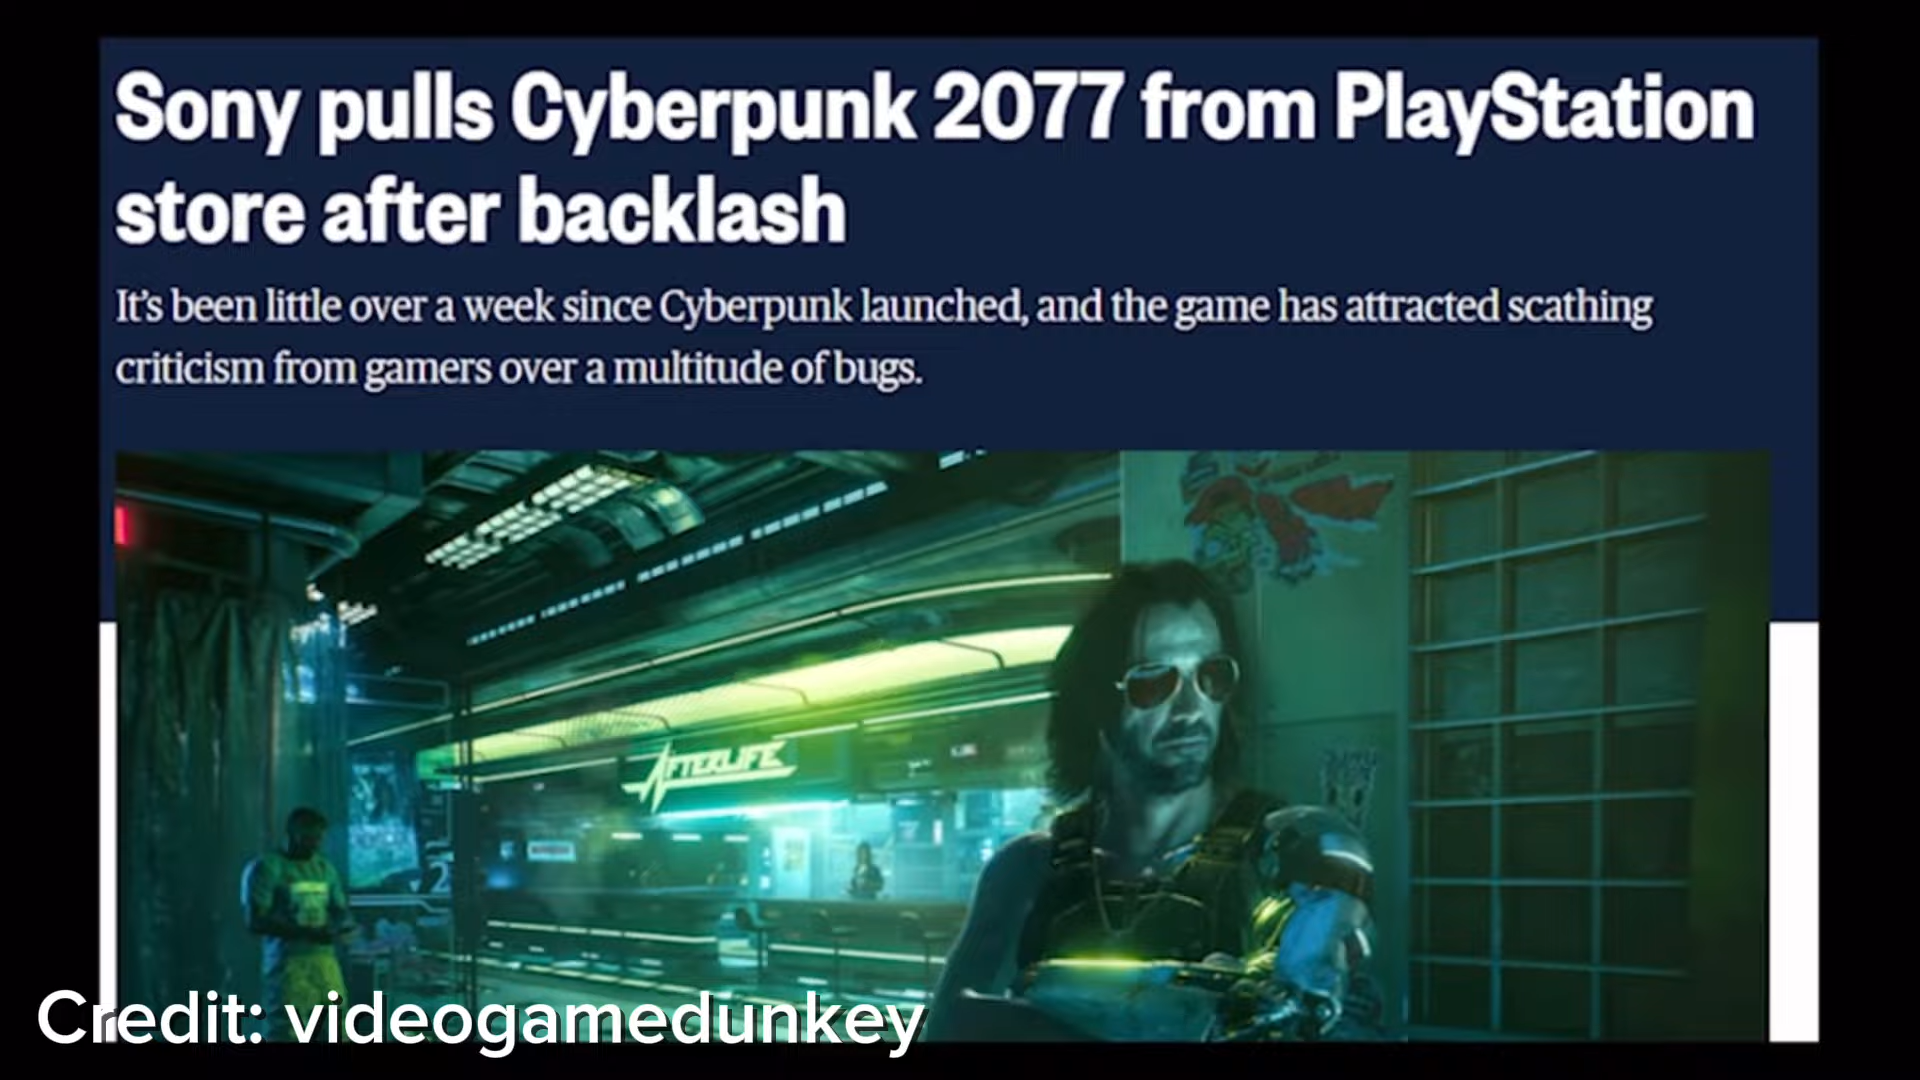 Sony pulls Cyberpunk 2077 from PlayStation
store after backlash
It's been little over a week since Cyberpunk launched, and the game has attracted scathing
criticism from gamers over a multitude of bugs.
AFTERLIFE
Credit: videogamedunkey